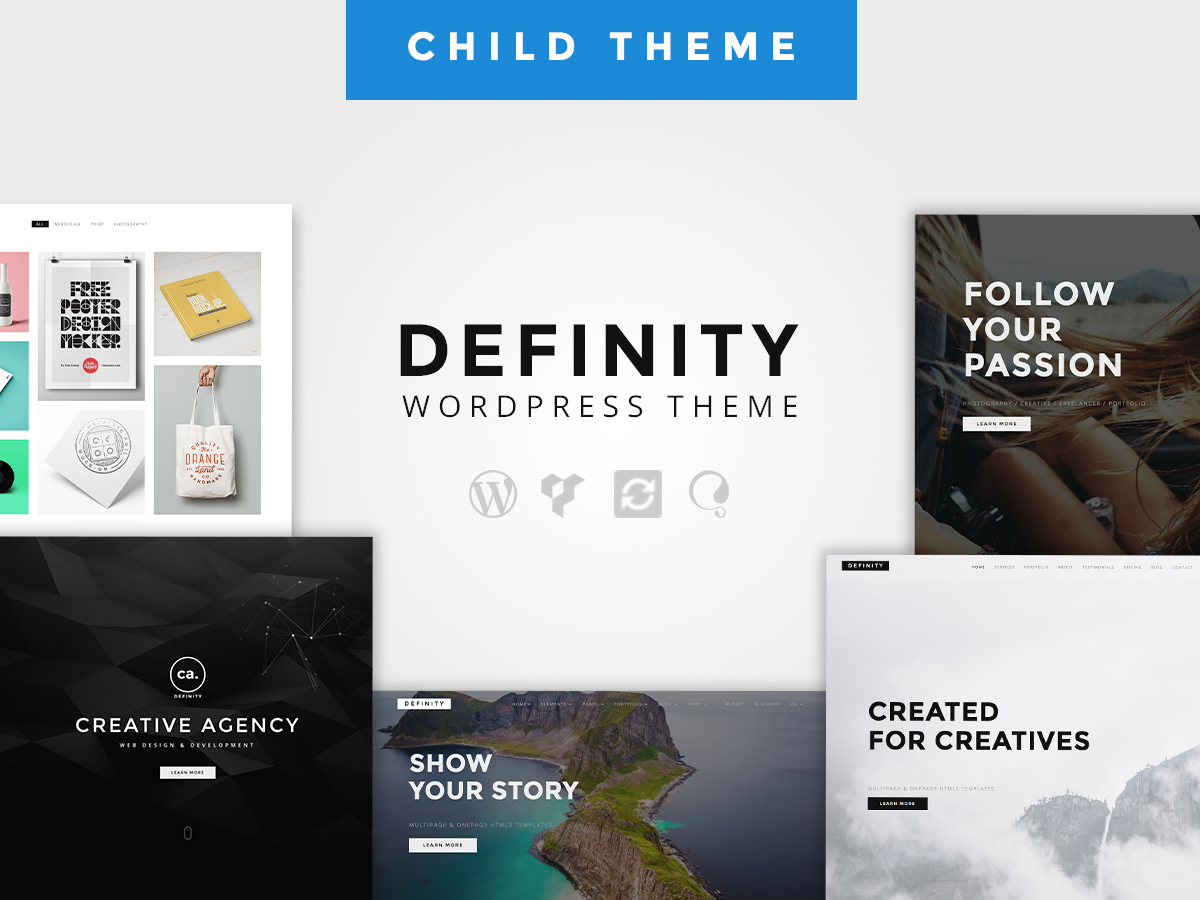 CHILD THEME
DEFINITY
WORDPRESS THEME
ALL WEBDESIGN PRINT PHOTOGRAPHY
FREE
POSTER
DESIGN
MOCKUP.
BOOK
MOCK-UP
QUALITY
The
ORANGE
Land
CO.
HANDMADE
FOLLOW
YOUR
PASSION
PHOTOGRAPHY / CREATIVE / FREELANCER / PORTFOLIO
LEARN MORE
ca.
DEFINITY
CREATIVE AGENCY
WEB DESIGN & DEVELOPMENT
LEARN MORE
DEFINITY
HOME ELEMENTS PAGES PORTFOLIO BLOG SHOP
SHOW
YOUR STORY
MULTIPAGE & ONEPAGE HTML5 TEMPLATES
LEARN MORE
DEFINITY
HOME SERVICES PORTFOLIO ABOUT TESTIMONIALS PRICING BLOG CONTACT
CREATED
FOR CREATIVES
MULTIPAGE & ONEPAGE HTML5 TEMPLATES
LEARN MORE